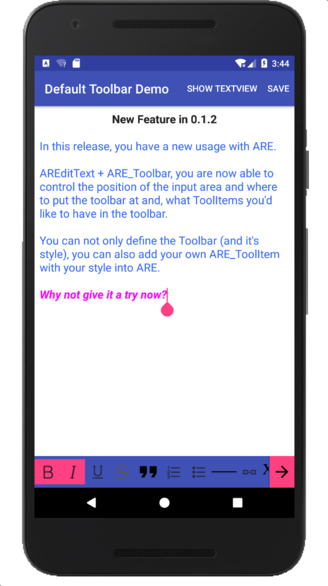 3:44
Default Toolbar Demo SHOW TEXTVIEW SAVE
New Feature in 0.1.2
In this release, you have a new usage with ARE.
AREditText + ARE_Toolbar, you are now able to
control the position of the input area and where
to put the toolbar at and, what ToolItems you'd
like to have in the toolbar.
You can not only define the Toolbar (and it's
style), you can also add your own ARE_ToolItem
with your style into ARE.
Why not give it a try now?
B I U S